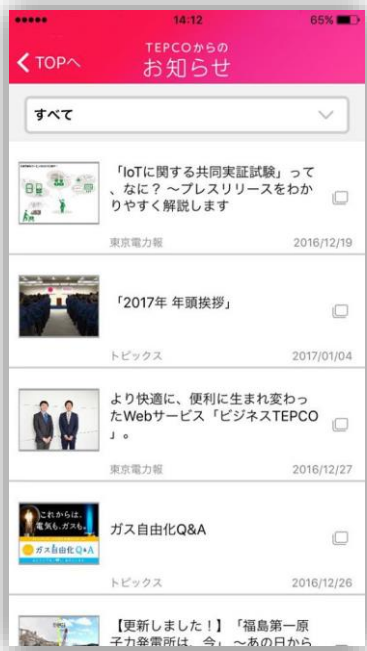 14:12
65%
TOPへ
TEPCOからの
お知らせ
すべて
「IoTに関する共同実証試験」って
、なに？ ～プレスリリースをわか
りやすく解説します
東京電力報
2016/12/19
「2017年 年頭挨拶」
トピックス
2017/01/04
より快適に、便利に生まれ変わっ
たWebサービス「ビジネスTEPCO
」。
東京電力報
2016/12/27
これからは、
電気も、ガスも。
ガス自由化Q&A
ガス自由化Q&A
トピックス
2016/12/26
【更新しました！】「福島第一原
子力発電所は、今」 ～あの日から